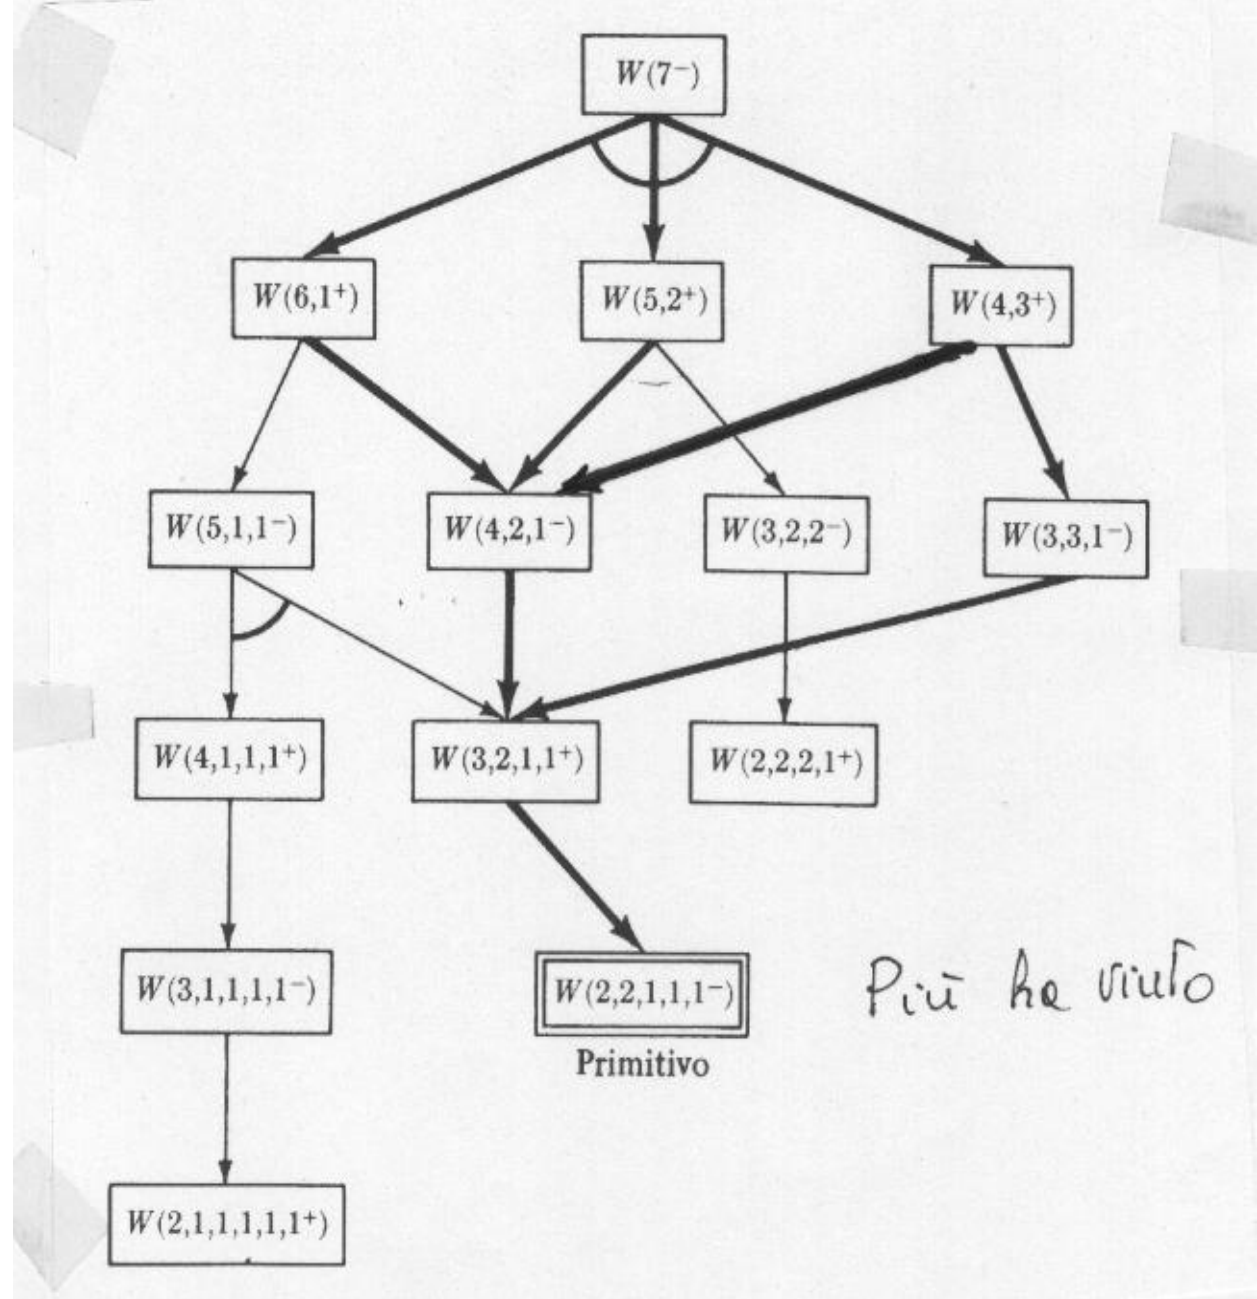 W(7⁻)
W(6,1⁺) W(5,2⁺) W(4,3⁺)
W(5,1,1⁻) W(4,2,1⁻) W(3,2,2⁻) W(3,3,1⁻)
W(4,1,1,1⁺) W(3,2,1,1⁺) W(2,2,2,1⁺)
W(3,1,1,1,1⁻) W(2,2,1,1,1⁻) Più ha vinto
Primitivo
W(2,1,1,1,1,1⁺)